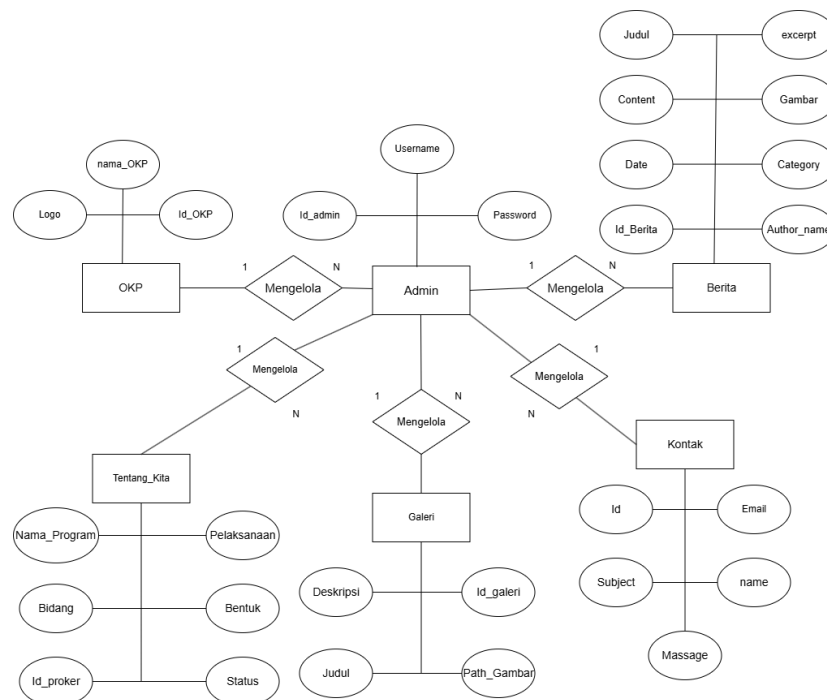 Judul
excerpt
Content
Gambar
nama_OKP
Username
Date
Category
Logo
Id_OKP
Id_admin
Password
Id_Berita
Author_name
1
N
1
N
OKP
Mengelola
Admin
Mengelola
Berita
1
Mengelola
N
1
N
Mengelola
1
Mengelola
N
Kontak
Tentang_Kita
Galeri
Id
Email
Nama_Program
Pelaksanaan
Subject
name
Deskripsi
Id_galeri
Bidang
Bentuk
Massage
Judul
Path_Gambar
Id_proker
Status